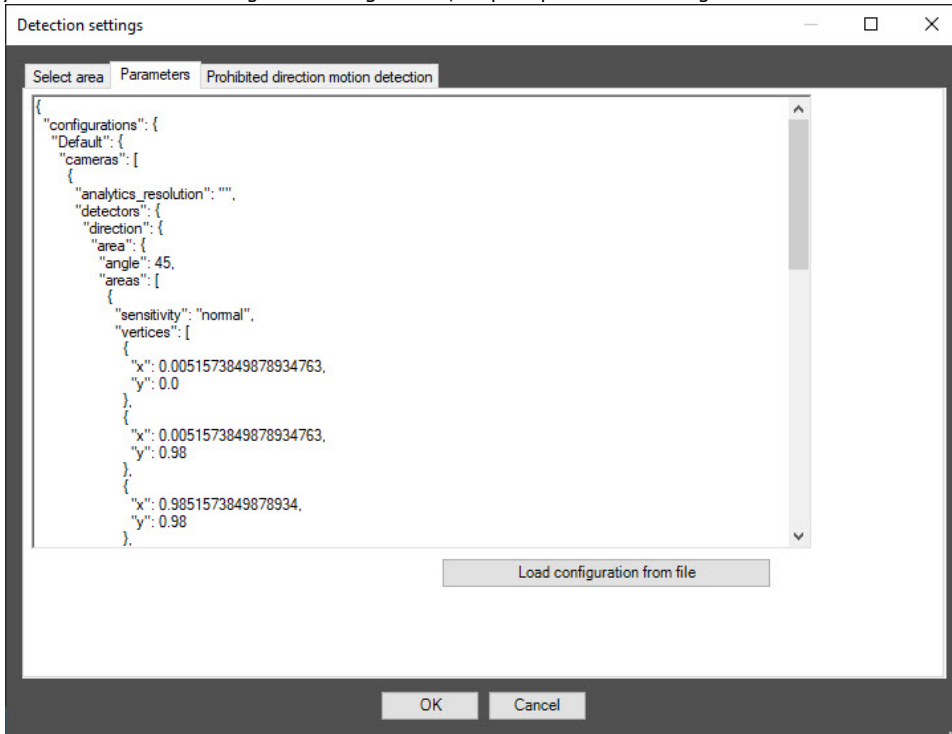 Detection settings
Select area Parameters Prohibited direction motion detection
{
"configurations": {
"Default": {
"cameras": [
{
"analytics_resolution": "",
"detectors": {
"direction": {
"area": {
"angle": 45,
"areas": [
{
"sensitivity": "normal",
"vertices": [
{
"x": 0.0051573849878934763,
"y": 0.0
},
{
"x": 0.0051573849878934763,
"y": 0.98
},
{
"x": 0.9851573849878934,
"y": 0.98
},
Load configuration from file
OK Cancel